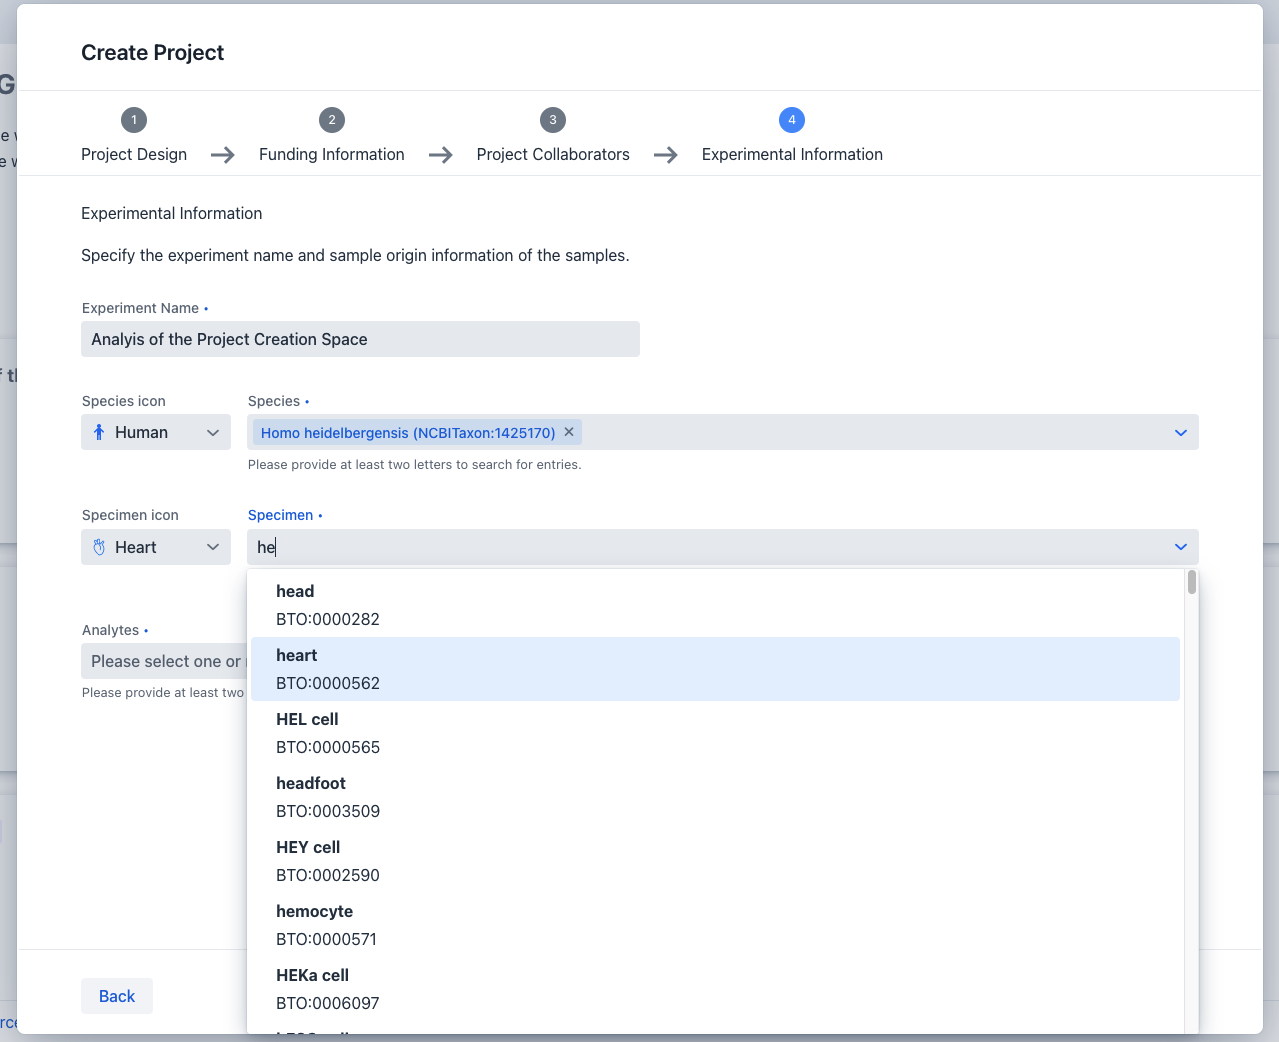 Create Project
1
2
3
4
Project Design
Funding Information
Project Collaborators
Experimental Information
Experimental Information
Specify the experiment name and sample origin information of the samples.
Experiment Name •
Analyis of the Project Creation Space
Species icon
Species •
Human
Homo heidelbergensis (NCBITaxon:1425170)
Please provide at least two letters to search for entries.
Specimen icon
Specimen •
Heart
he
head
BTO:0000282
heart
BTO:0000562
HEL cell
BTO:0000565
headfoot
BTO:0003509
HEY cell
BTO:0002590
hemocyte
BTO:0000571
HEKa cell
BTO:0006097
Analytes •
Please select one or
Please provide at least two
Back